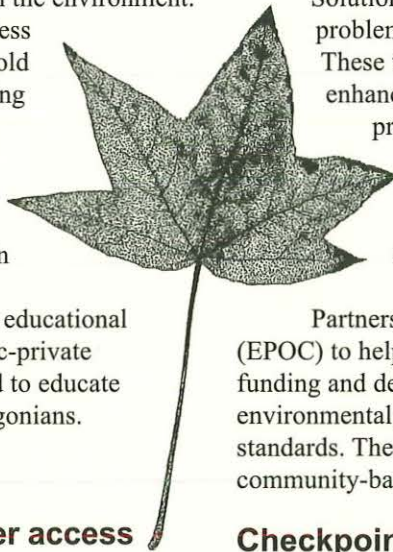 the environment.
ess
old
ng
n
educational
c-private
d to educate
gonians.
er access
Solution
problem
These
enhanc
pr
Partners
(EPOC) to help
funding and de
environmental
standards. The
community-ba
Checkpoin